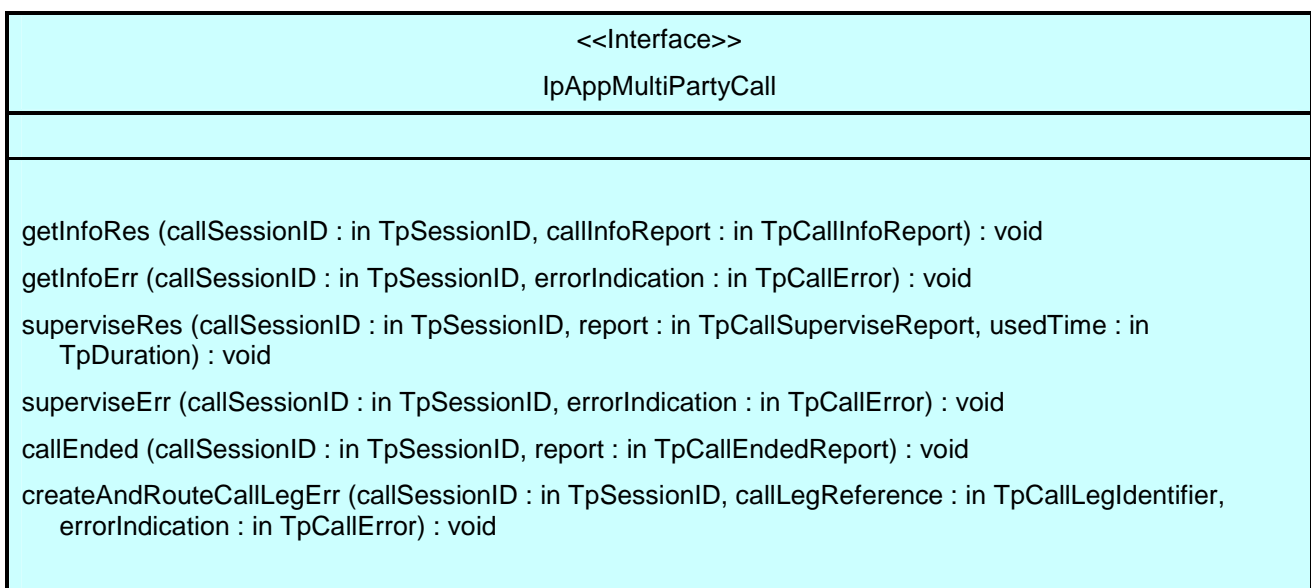 <<Interface>>
IpAppMultiPartyCall
getInfoRes (callSessionID : in TpSessionID, callInfoReport : in TpCallInfoReport) : void
getInfoErr (callSessionID : in TpSessionID, errorIndication : in TpCallError) : void
superviseRes (callSessionID : in TpSessionID, report : in TpCallSuperviseReport, usedTime : in
TpDuration) : void
superviseErr (callSessionID : in TpSessionID, errorIndication : in TpCallError) : void
callEnded (callSessionID : in TpSessionID, report : in TpCallEndedReport) : void
createAndRouteCallLegErr (callSessionID : in TpSessionID, callLegReference : in TpCallLegIdentifier,
errorIndication : in TpCallError) : void